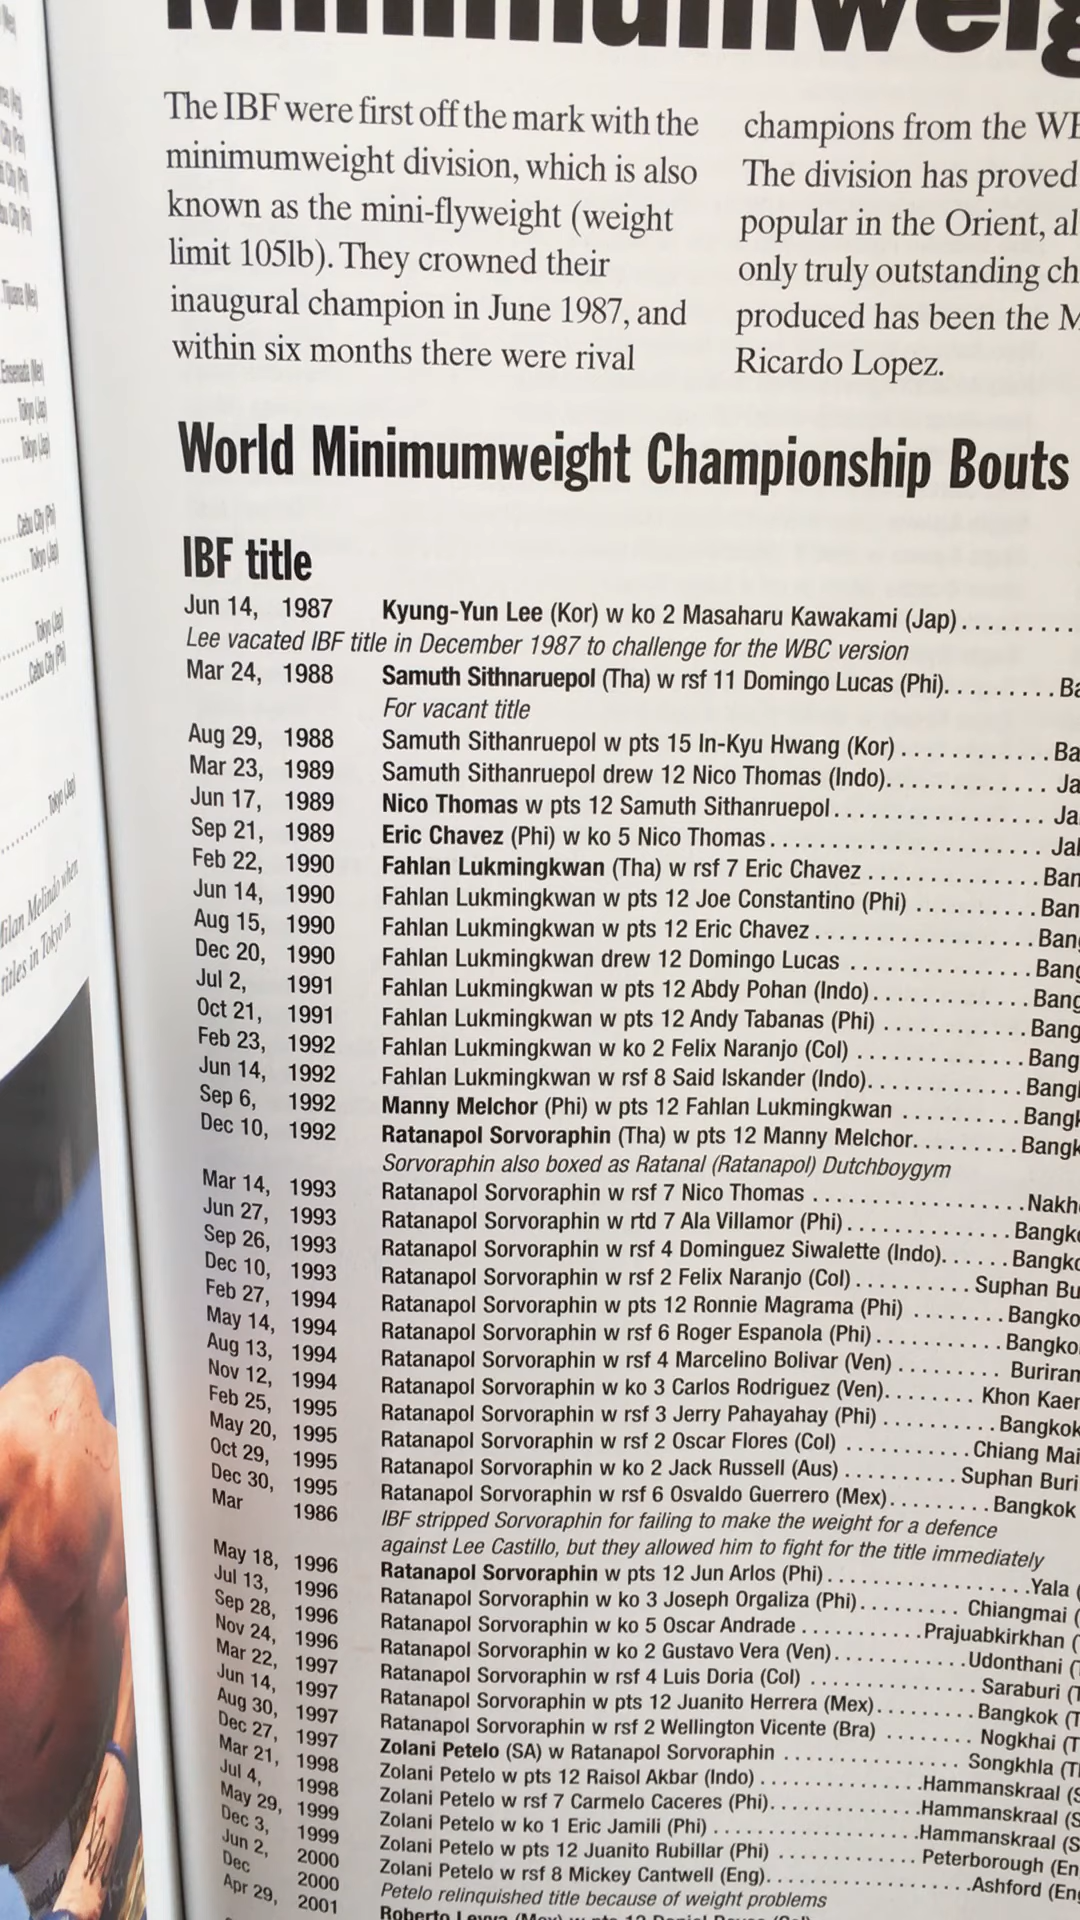 The IBF were first off the mark with the
minimumweight division, which is also
known as the mini-flyweight (weight
limit 105lb). They crowned their
inaugural champion in June 1987, and
within six months there were rival
champions from the
The division has proved
popular in the Orient,
only truly outstanding
produced has been the
Ricardo Lopez.
World Minimumweight Championship Bouts
IBF title
Jun 14, 1987 Kyung-Yun Lee (Kor) w ko 2 Masaharu Kawakami (Jap)
Lee vacated IBF title in December 1987 to challenge for the WBC version
Mar 24, 1988 Samuth Sithnaruepol (Tha) w rsf 11 Domingo Lucas (Phi)
For vacant title
Aug 29, 1988 Samuth Sithanruepol w pts 15 In-Kyu Hwang (Kor)
Mar 23, 1989 Samuth Sithanruepol drew 12 Nico Thomas (Indo)
Jun 17, 1989 Nico Thomas w pts 12 Samuth Sithanruepol
Sep 21, 1989 Eric Chavez (Phi) w ko 5 Nico Thomas
Feb 22, 1990 Fahlan Lukmingkwan (Tha) w rsf 7 Eric Chavez
Jun 14, 1990 Fahlan Lukmingkwan w pts 12 Joe Constantino (Phi)
Aug 15, 1990 Fahlan Lukmingkwan w pts 12 Eric Chavez
Dec 20, 1990 Fahlan Lukmingkwan drew 12 Domingo Lucas
Jul 2, 1991 Fahlan Lukmingkwan w pts 12 Abdy Pohan (Indo)
Oct 21, 1991 Fahlan Lukmingkwan w pts 12 Andy Tabanas (Phi)
Feb 23, 1992 Fahlan Lukmingkwan w ko 2 Felix Naranjo (Col)
Jun 14, 1992 Fahlan Lukmingkwan w rsf 8 Said Iskander (Indo)
Sep 6, 1992 Manny Melchor (Phi) w pts 12 Fahlan Lukmingkwan
Dec 10, 1992 Ratanapol Sorvoraphin (Tha) w pts 12 Manny Melchor
Sorvoraphin also boxed as Ratanal (Ratanapol) Dutchboygym
Mar 14, 1993 Ratanapol Sorvoraphin w rsf 7 Nico Thomas
Jun 27, 1993 Ratanapol Sorvoraphin w rtd 7 Ala Villamor (Phi)
Sep 26, 1993 Ratanapol Sorvoraphin w rsf 4 Dominguez Siwalette (Indo)
Dec 10, 1993 Ratanapol Sorvoraphin w rsf 2 Felix Naranjo (Col) Suphan Bu
Feb 27, 1994 Ratanapol Sorvoraphin w pts 12 Ronnie Magrama (Phi) Bangko
May 14, 1994 Ratanapol Sorvoraphin w rsf 6 Roger Espanola (Phi) Bangko
Aug 13, 1994 Ratanapol Sorvoraphin w rsf 4 Marcelino Bolivar (Ven) Buriram
Nov 12, 1994 Ratanapol Sorvoraphin w ko 3 Carlos Rodriguez (Ven) Khon Kaen
Feb 25, 1995 Ratanapol Sorvoraphin w rsf 3 Jerry Pahayahay (Phi) Bangkok
May 20, 1995 Ratanapol Sorvoraphin w rsf 2 Oscar Flores (Col) Chiang Mai
Oct 29, 1995 Ratanapol Sorvoraphin w ko 2 Jack Russell (Aus) Suphan Buri
Dec 30, 1995 Ratanapol Sorvoraphin w rsf 6 Osvaldo Guerrero (Mex) Bangkok
Mar 1986 IBF stripped Sorvoraphin for failing to make the weight for a defence
against Lee Castillo, but they allowed him to fight for the title immediately
May 18, 1996 Ratanapol Sorvoraphin w pts 12 Jun Arlos (Phi) Yala (
Jul 13, 1996 Ratanapol Sorvoraphin w ko 3 Joseph Orgaliza (Phi) Chiangmai (
Sep 28, 1996 Ratanapol Sorvoraphin w ko 5 Oscar Andrade Prajuabkirkhan (T
Nov 24, 1996 Ratanapol Sorvoraphin w ko 2 Gustavo Vera (Ven) Udonthani (T
Mar 22, 1997 Ratanapol Sorvoraphin w rsf 4 Luis Doria (Col) Saraburi (T
Jun 14, 1997 Ratanapol Sorvoraphin w pts 12 Juanito Herrera (Mex) Bangkok (T
Aug 30, 1997 Ratanapol Sorvoraphin w rsf 2 Wellington Vicente (Bra) Nogkhai (T
Dec 27, 1997 Zolani Petelo (SA) w Ratanapol Sorvoraphin Songkhla (T
Mar 21, 1998 Zolani Petelo w pts 12 Raisol Akbar (Indo) Hammanskraal (S
Jul 4, 1998 Zolani Petelo w rsf 7 Carmelo Caceres (Phi) Hammanskraal (S
May 29, 1999 Zolani Petelo w ko 1 Eric Jamili (Phi) Hammanskraal (S
Dec 3, 1999 Zolani Petelo w pts 12 Juanito Rubillar (Phi) Peterborough (En
Jun 2, 2000 Zolani Petelo w rsf 8 Mickey Cantwell (Eng) Ashford (Eng
Dec 2000 Petelo relinquished title because of weight problems
Apr 29, 2001